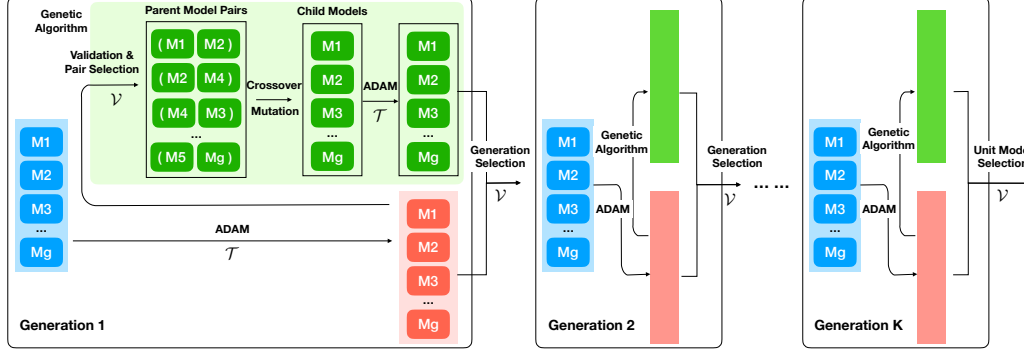 Genetic
Algorithm
Parent Model Pairs
Child Models
Validation &
Pair Selection
𝒱
( M1 M2 )
( M2 M4 )
( M4 M3 )
...
( M5 Mg )
Crossover
Mutation
M1
M2
M3
...
Mg
ADAM
𝒯
M1
M2
M3
...
Mg
Generation
Selection
𝒱
M1
M2
M3
...
Mg
ADAM
𝒯
M1
M2
M3
...
Mg
Generation 1
M1
M2
M3
...
Mg
Genetic
Algorithm
ADAM
Generation
Selection
𝒱
Generation 2
... ...
M1
M2
M3
...
Mg
Genetic
Algorithm
ADAM
Unit Mode
Selection
𝒱
Generation K